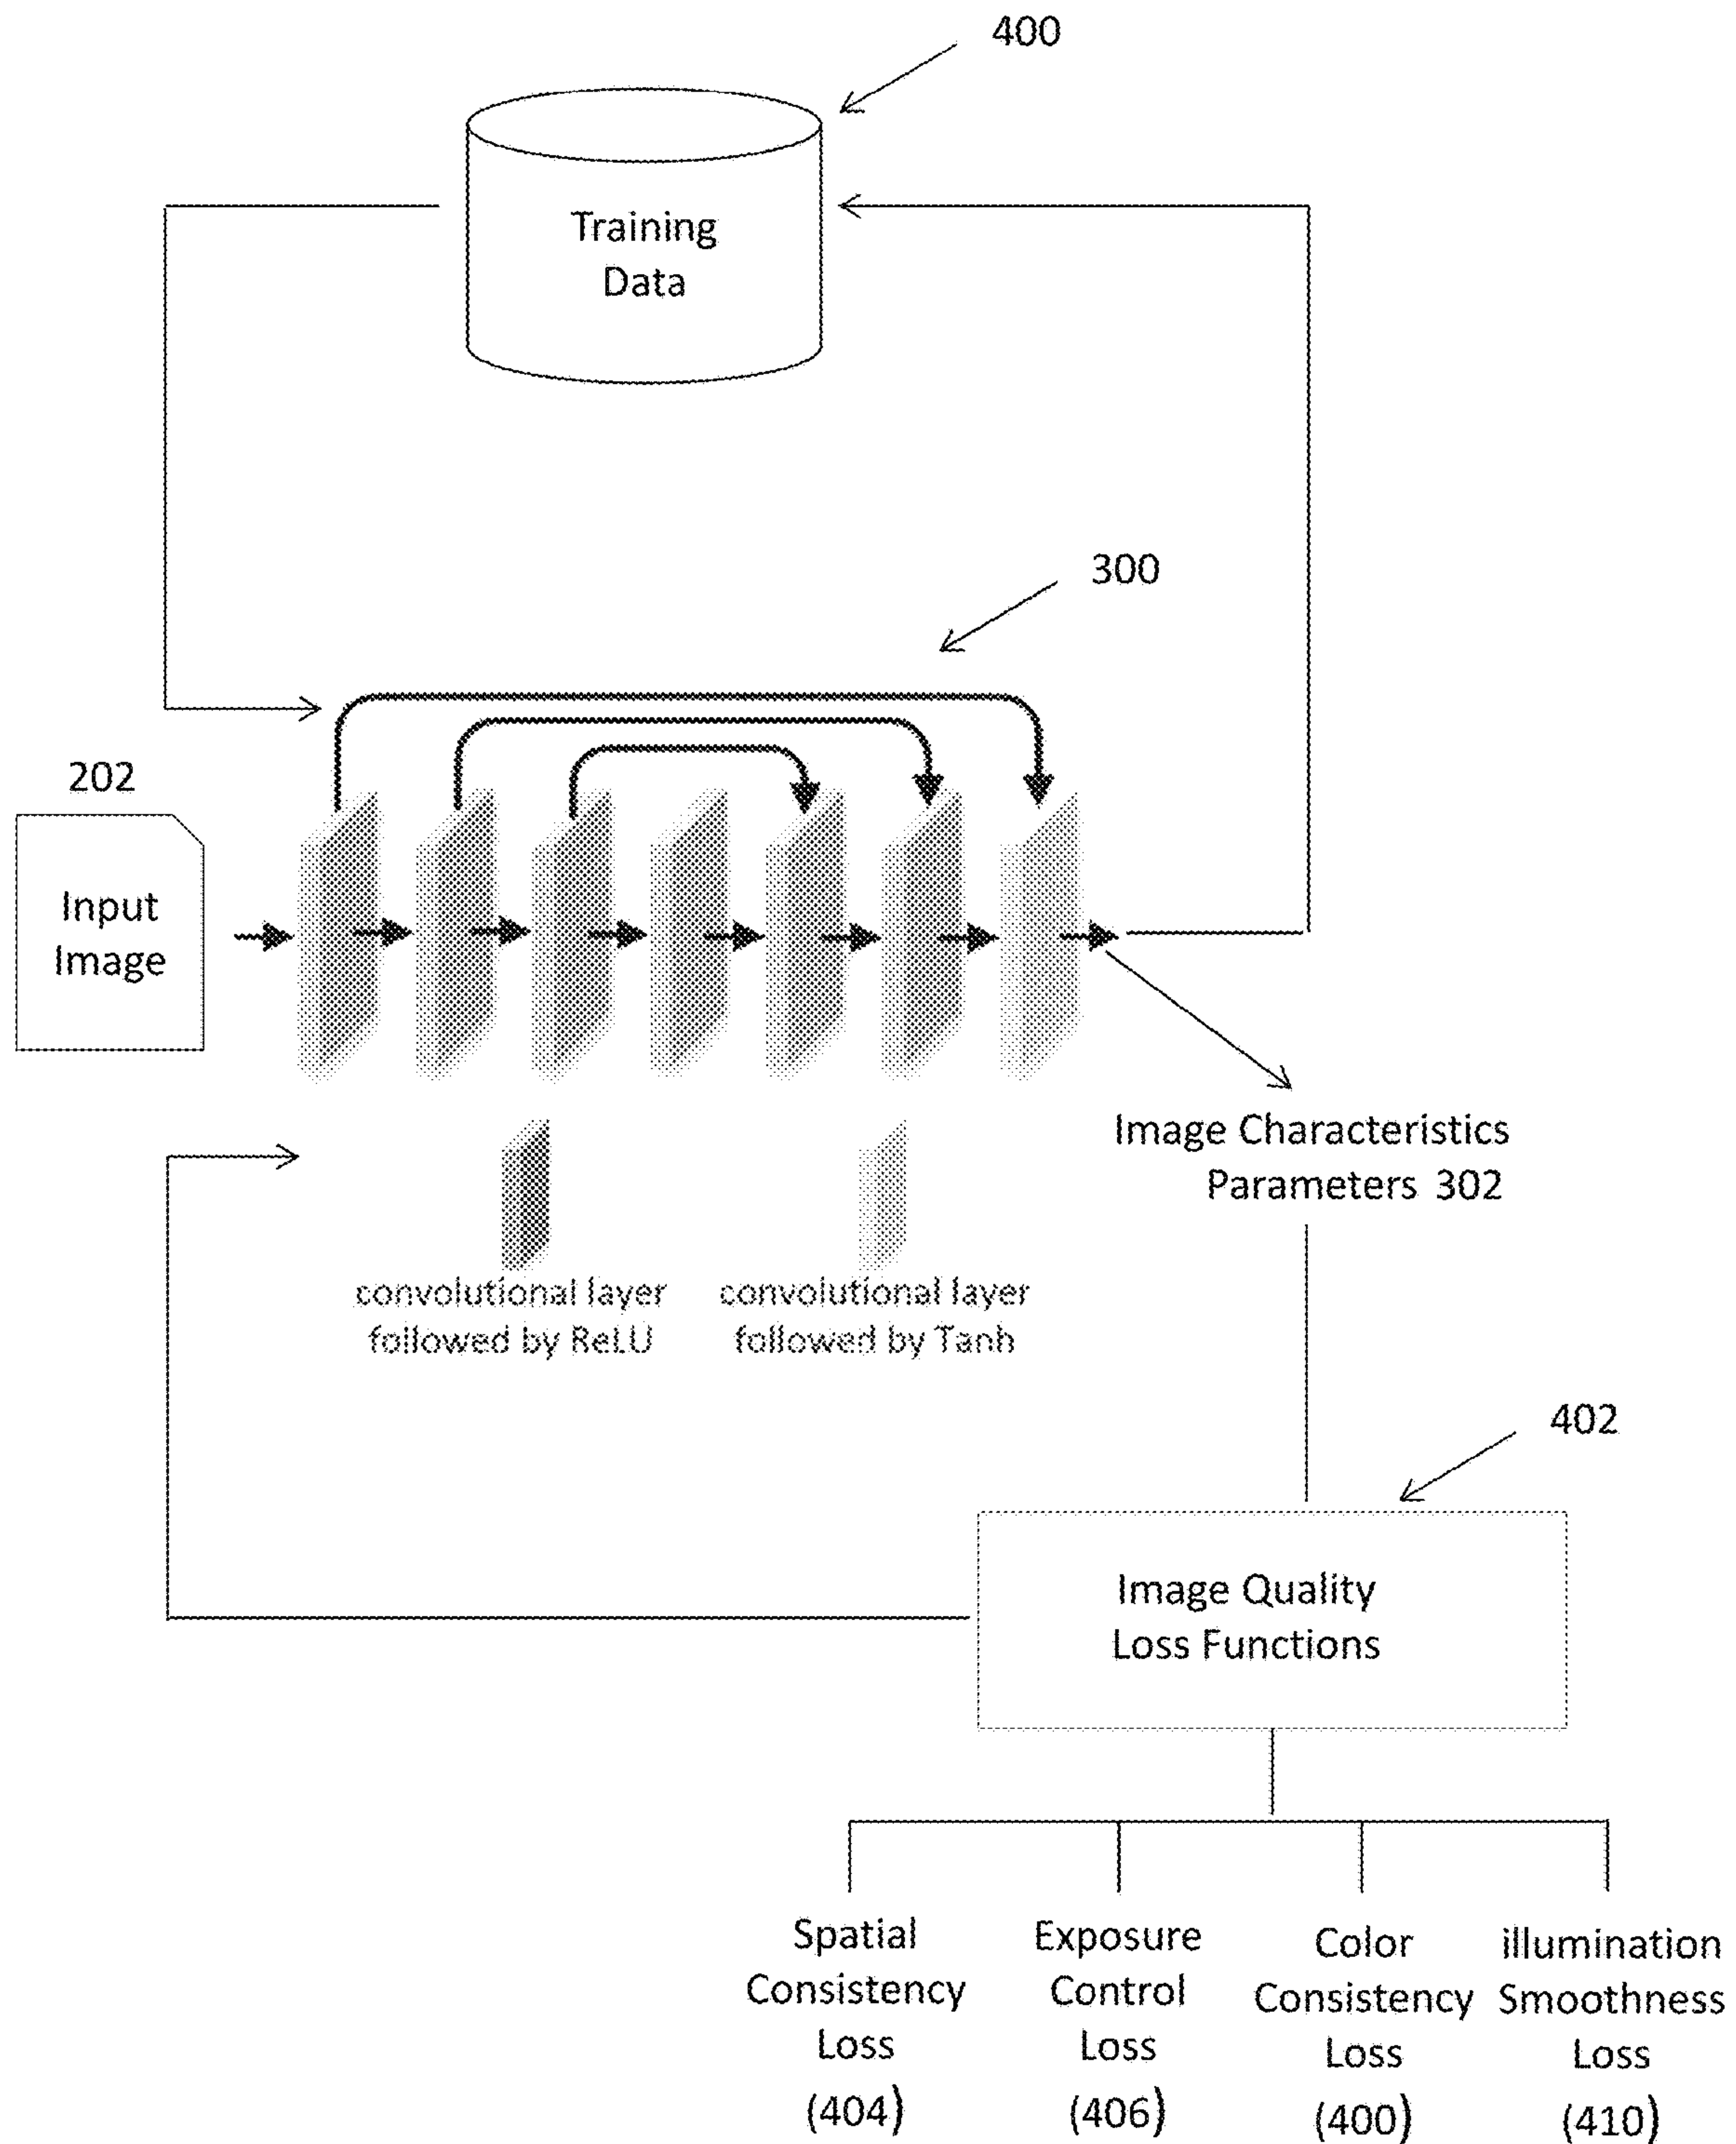 400
Training
Data
300
202
Input
Image
Image Characteristics
Parameters 302
convolutional layer
followed by ReLU
convolutional layer
followed by Tanh
402
Image Quality
Loss Functions
Spatial
Consistency
Loss
(404)
Exposure
Control
Loss
(406)
Color
Consistency
Loss
(400)
illumination
Smoothness
Loss
(410)